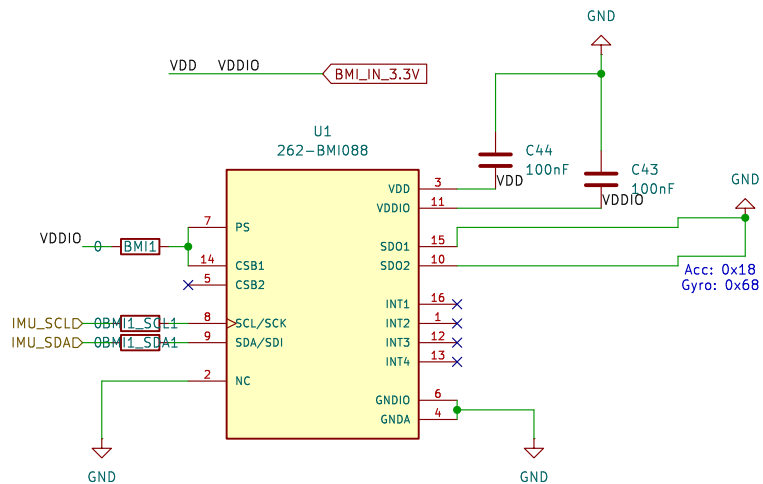 GND
VDD VDDIO
BMI_IN_3.3V
U1
262-BMI088
C44
100nF
VDD
C43
100nF
VDDIO
GND
3 VDD
11 VDDIO
7 PS
15 SDO1
VDDIO 0 BMI1
14 CSB1
10 SDO2
5 CSB2
Acc: 0x18
Gyro: 0x68
16 INT1
IMU_SCL 0 BMI1_SCL1 8 SCL/SCK
1 INT2
IMU_SDA 0 BMI1_SDA1 9 SDA/SDI
12 INT3
13 INT4
2 NC
6 GNDIO
4 GNDA
GND
GND